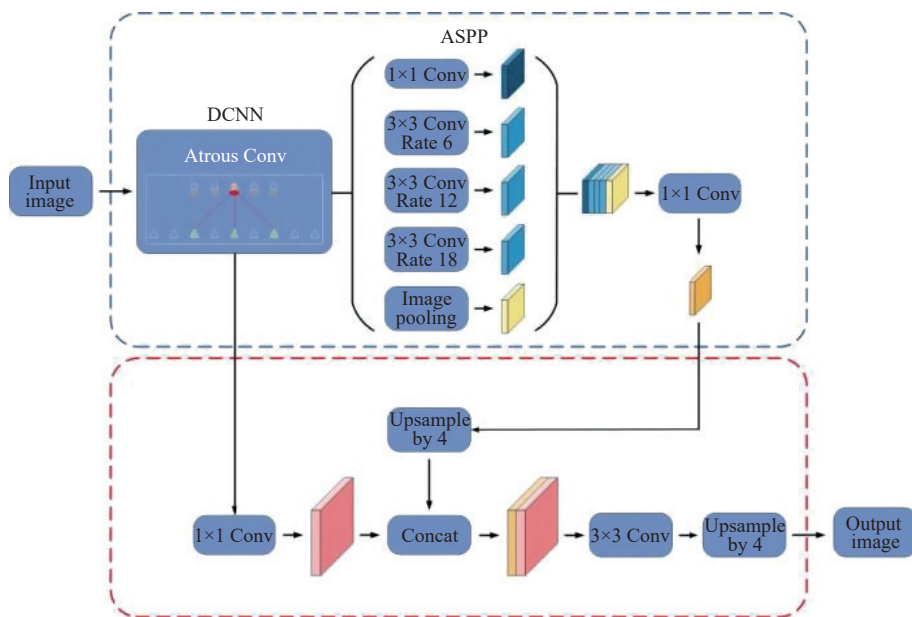 ASPP
1×1 Conv
DCNN
Atrous Conv
3×3 Conv
Rate 6
Input
image
3×3 Conv
Rate 12
1×1 Conv
3×3 Conv
Rate 18
Image
pooling
Upsample
by 4
1×1 Conv
Concat
3×3 Conv
Upsample
by 4
Output
image